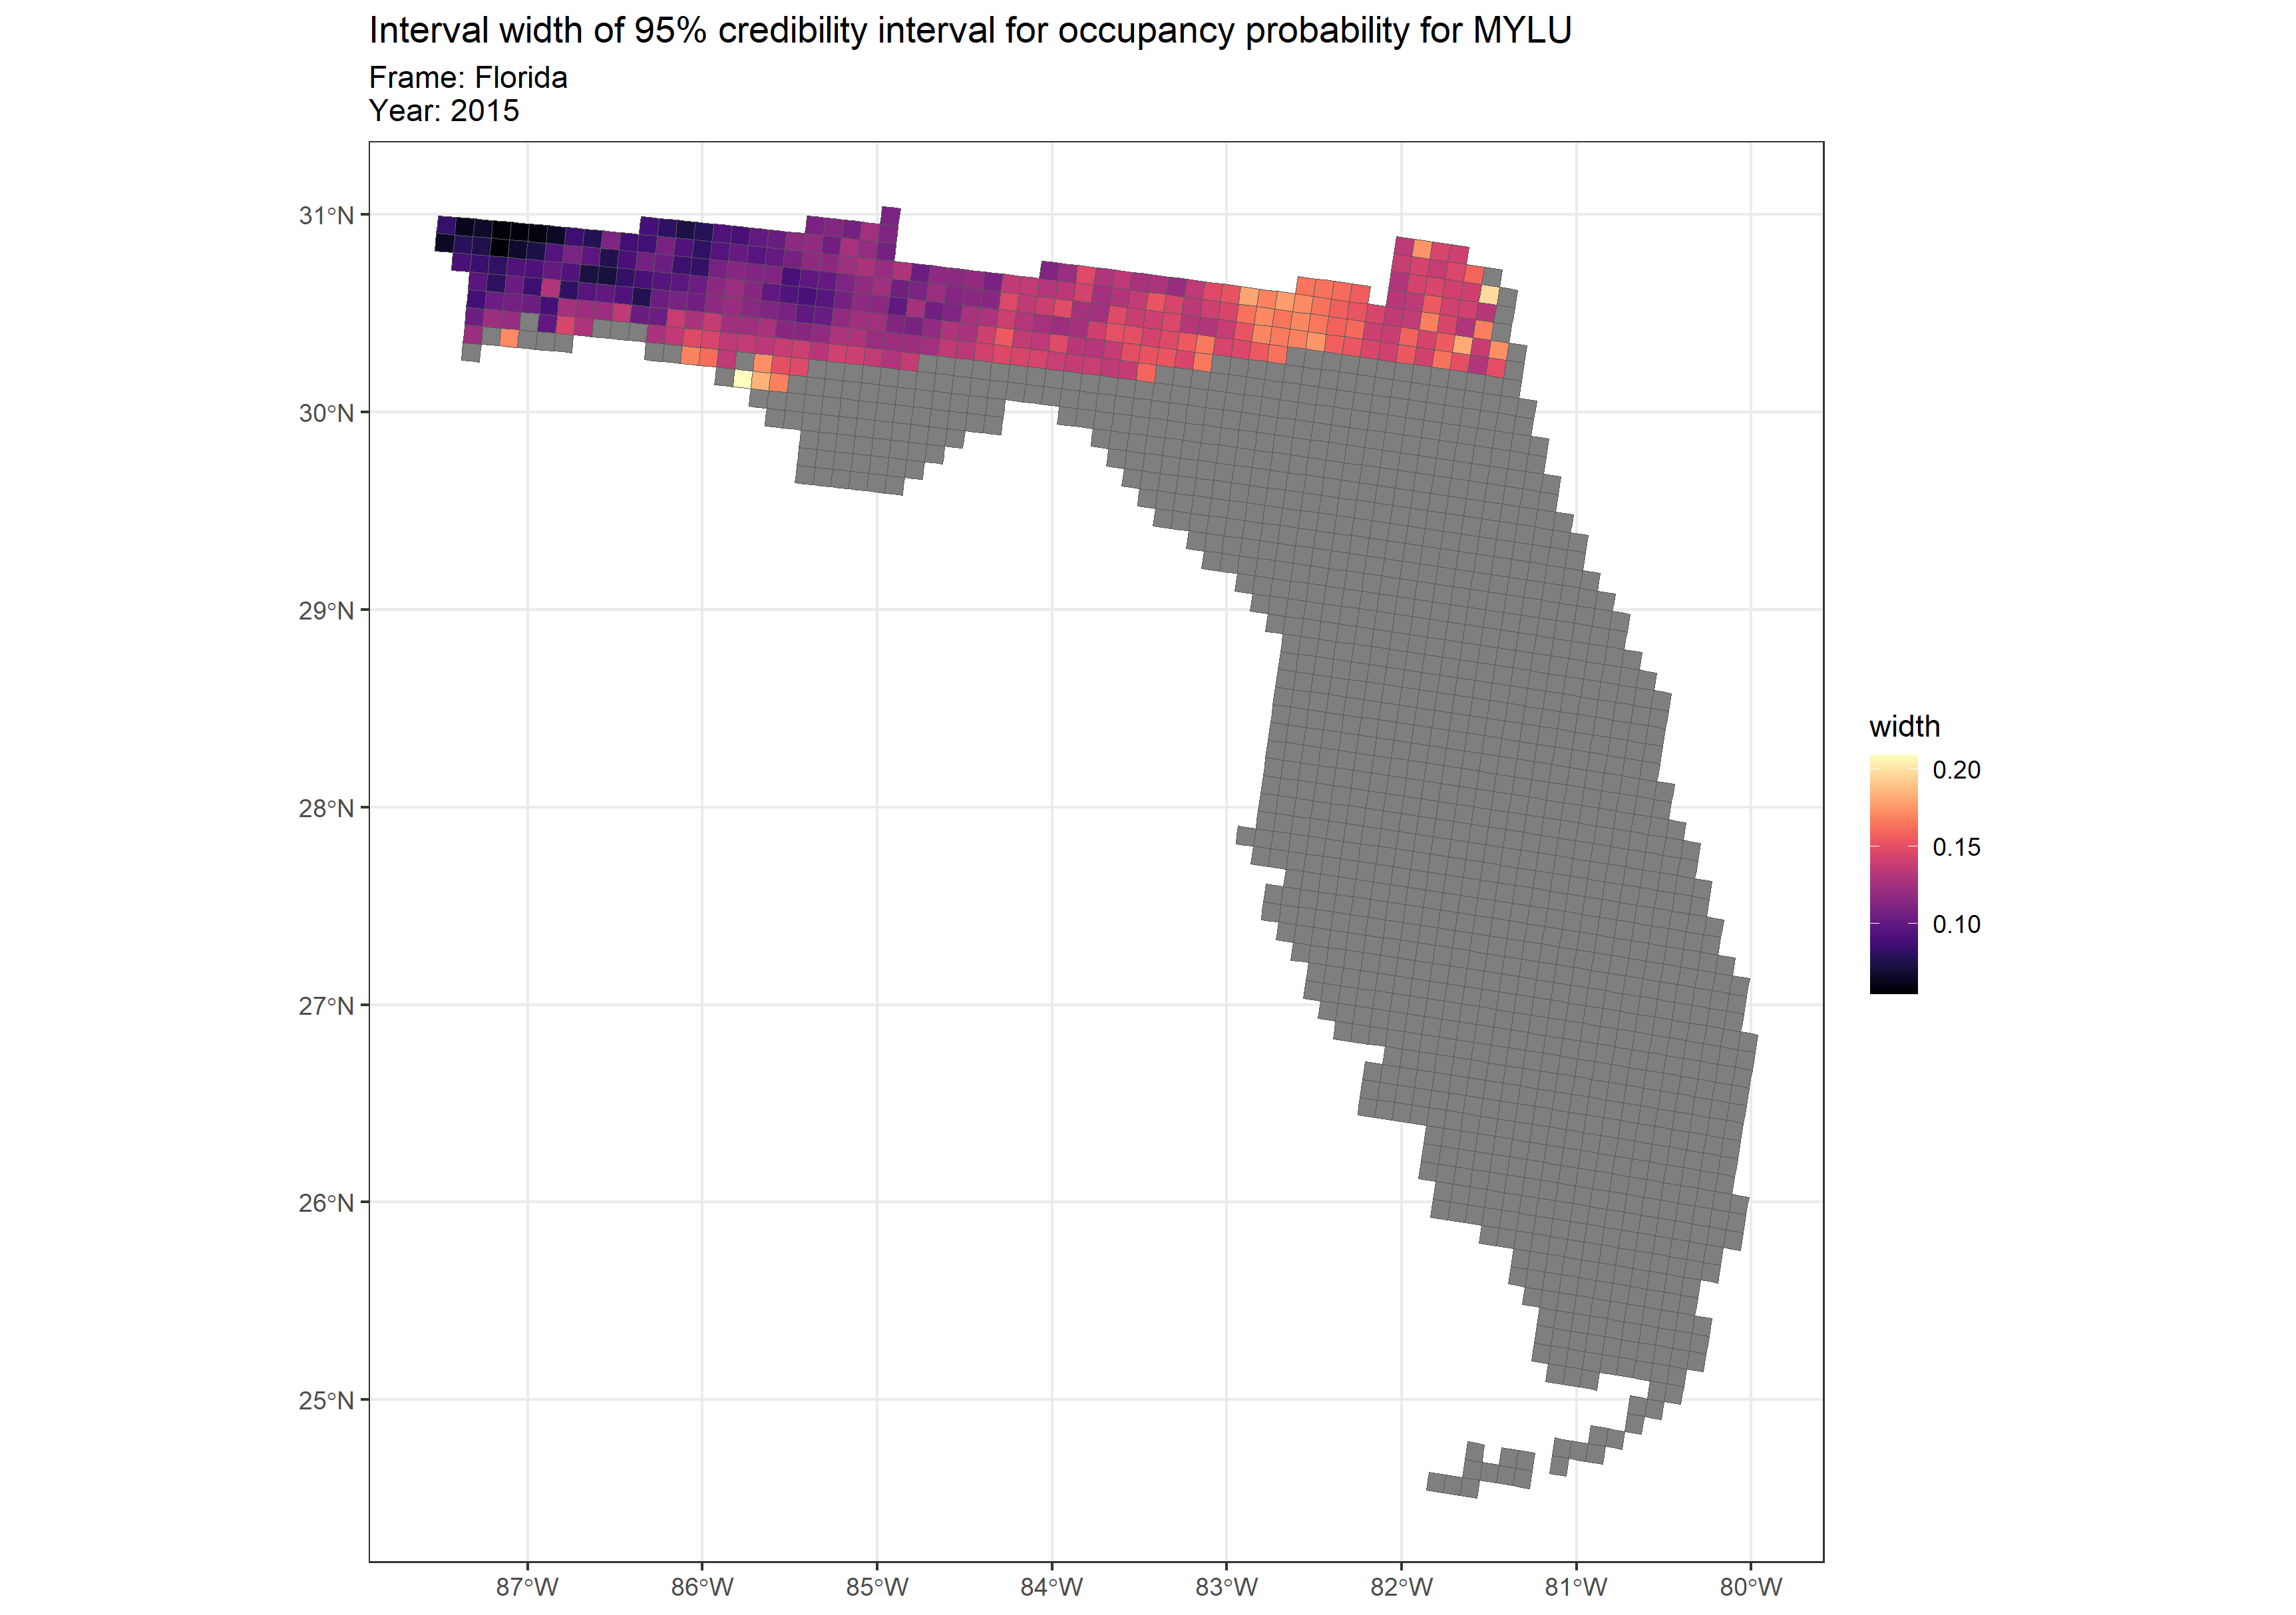 Interval width of 95% credibility interval for occupancy probability for MYLU
Frame: Florida
Year: 2015
31°N
30°N
29°N
28°N
27°N
26°N
25°N
87°W
86°W
85°W
84°W
83°W
82°W
81°W
80°W
width
0.20
0.15
0.10